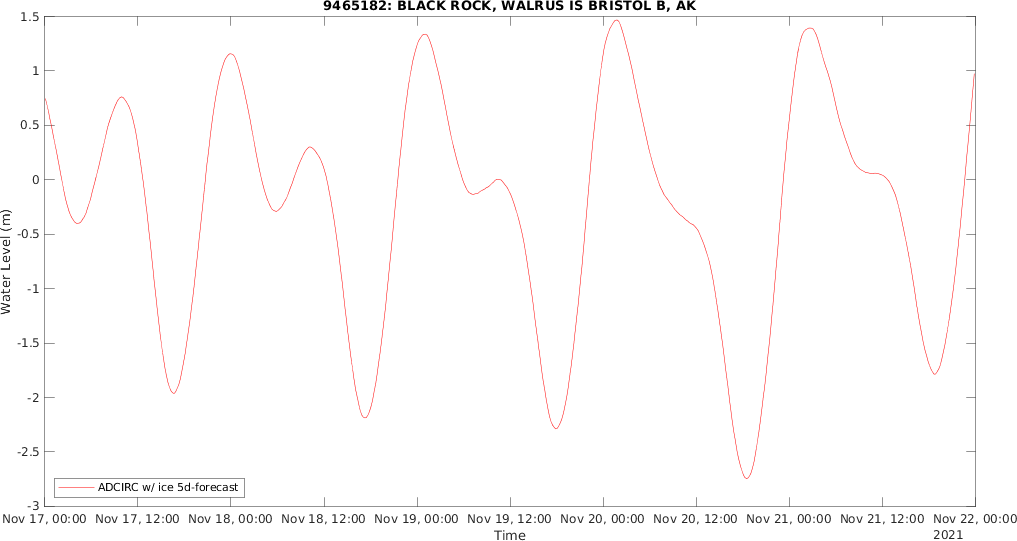 9465182: BLACK ROCK, WALRUS IS BRISTOL B, AK
1.5
1
0.5
0
-0.5
-1
-1.5
-2
-2.5
-3
Water Level (m)
ADCIRC w/ ice 5d-forecast
Nov 17, 00:00 Nov 17, 12:00 Nov 18, 00:00 Nov 18, 12:00 Nov 19, 00:00 Nov 19, 12:00 Nov 20, 00:00 Nov 20, 12:00 Nov 21, 00:00 Nov 21, 12:00 Nov 22, 00:00
Time
2021